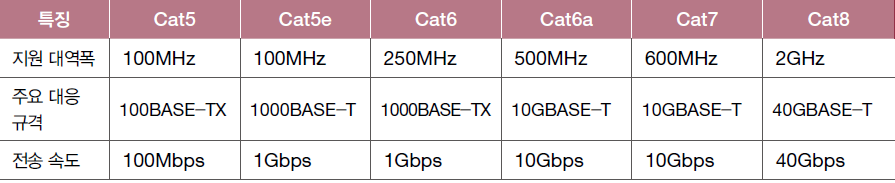 특징 Cat5 Cat5e Cat6 Cat6a Cat7 Cat8
지원 대역폭 100MHz 100MHz 250MHz 500MHz 600MHz 2GHz
주요 대응
규격 100BASE-TX 1000BASE-T 1000BASE-TX 10GBASE-T 10GBASE-T 40GBASE-T
전송 속도 100Mbps 1Gbps 1Gbps 10Gbps 10Gbps 40Gbps